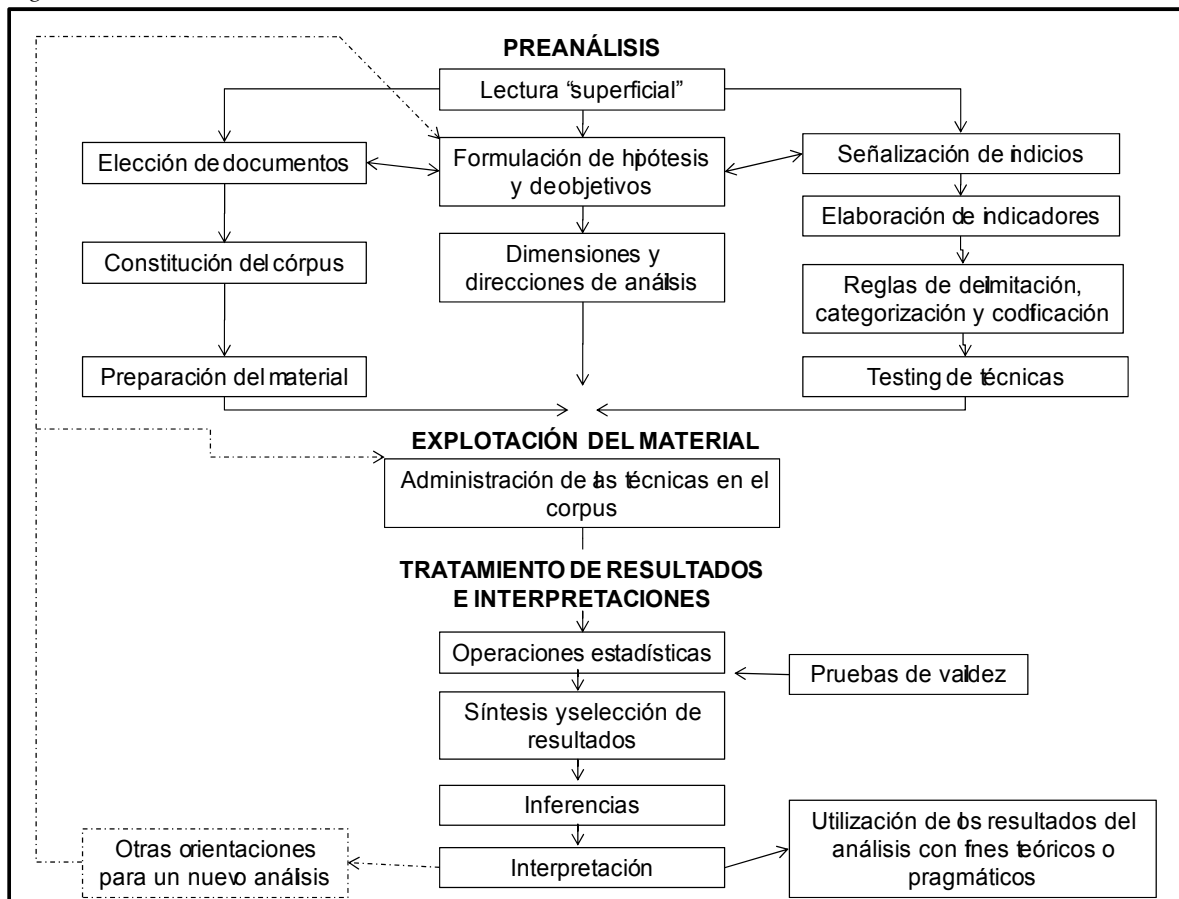 PREANÁLISIS
Lectura “superficial”
Elección de documentos
Formulación de hipótesis
y de objetivos
Señalización de indicios
Elaboración de indicadores
Constitución del córpus
Dimensiones y
direcciones de análisis
Reglas de delimitación,
categorización y codificación
Preparación del material
Testing de técnicas
EXPLOTACIÓN DEL MATERIAL
Administración de las técnicas en el
corpus
TRATAMIENTO DE RESULTADOS
E INTERPRETACIONES
Operaciones estadísticas
Pruebas de validez
Síntesis y selección de
resultados
Inferencias
Utilización de los resultados del
análisis con fines teóricos o
pragmáticos
Otras orientaciones
para un nuevo análisis
Interpretación